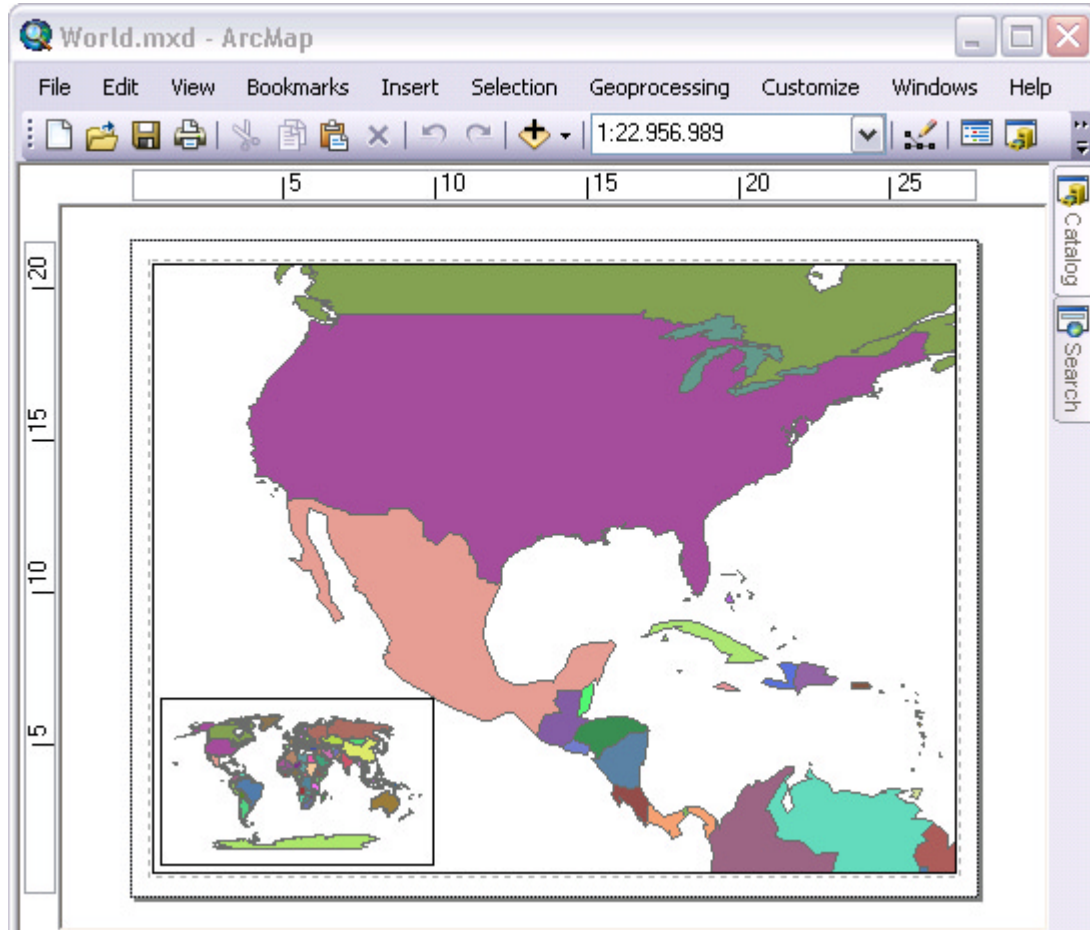 World.mxd - ArcMap
File Edit View Bookmarks Insert Selection Geoprocessing Customize Windows Help
1:22.956.989
5 10 15 20 25
20
15
10
5
Catalog
Search